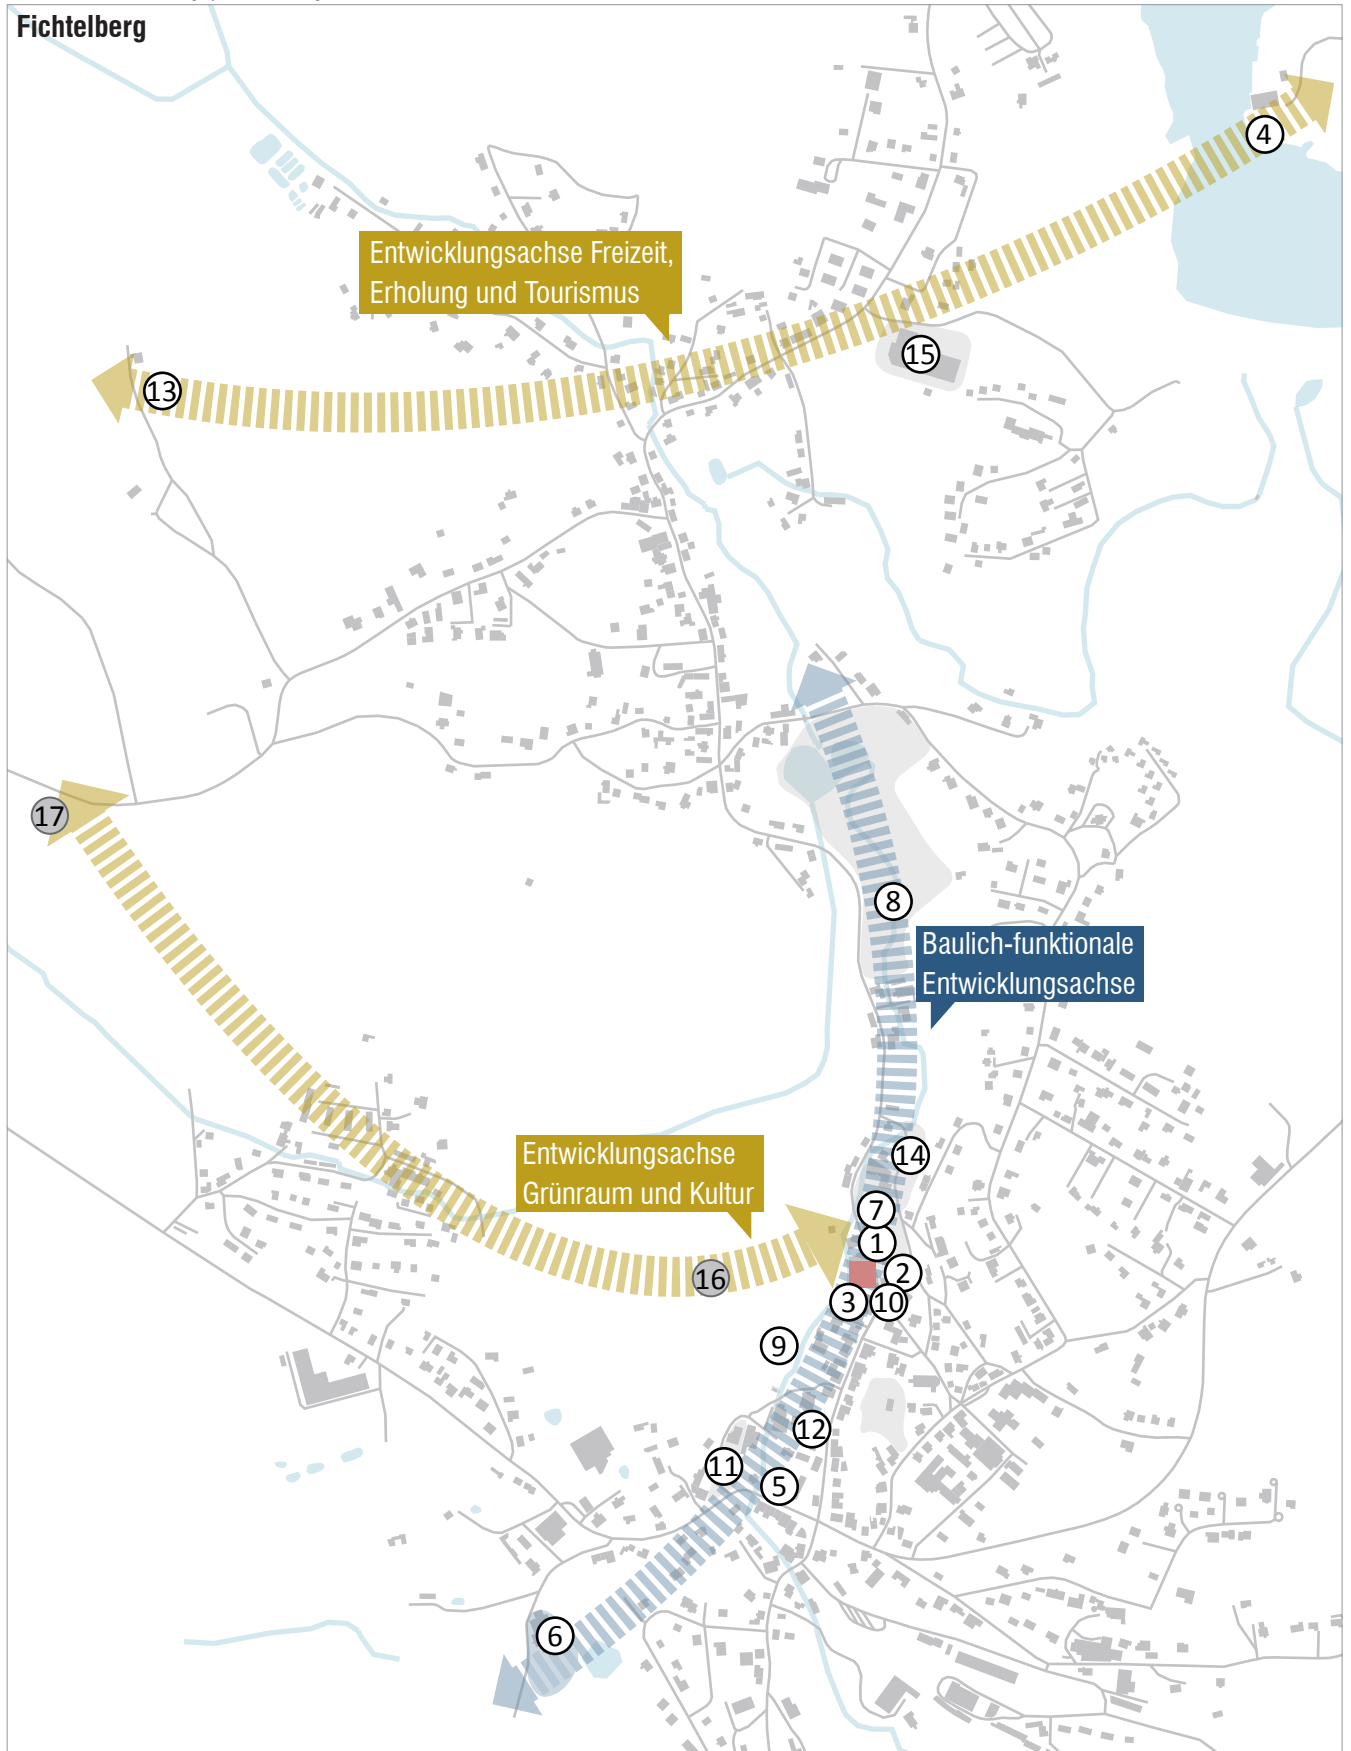 Fichtelberg
4
Entwicklungsachse Freizeit,
Erholung und Tourismus
15
13
17
8
Baulich-funktionale
Entwicklungsachse
Entwicklungsachse
Grünraum und Kultur
14
7
1
2
16
3
10
9
12
11
5
6